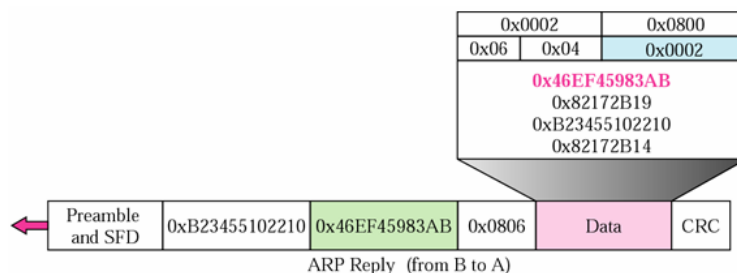 0x0002 0x0800
0x06 0x04 0x0002
0x46EF45983AB
0x82172B19
0xB23455102210
0x82172B14
Preamble and SFD 0xB23455102210 0x46EF45983AB 0x0806 Data CRC
ARP Reply (from B to A)